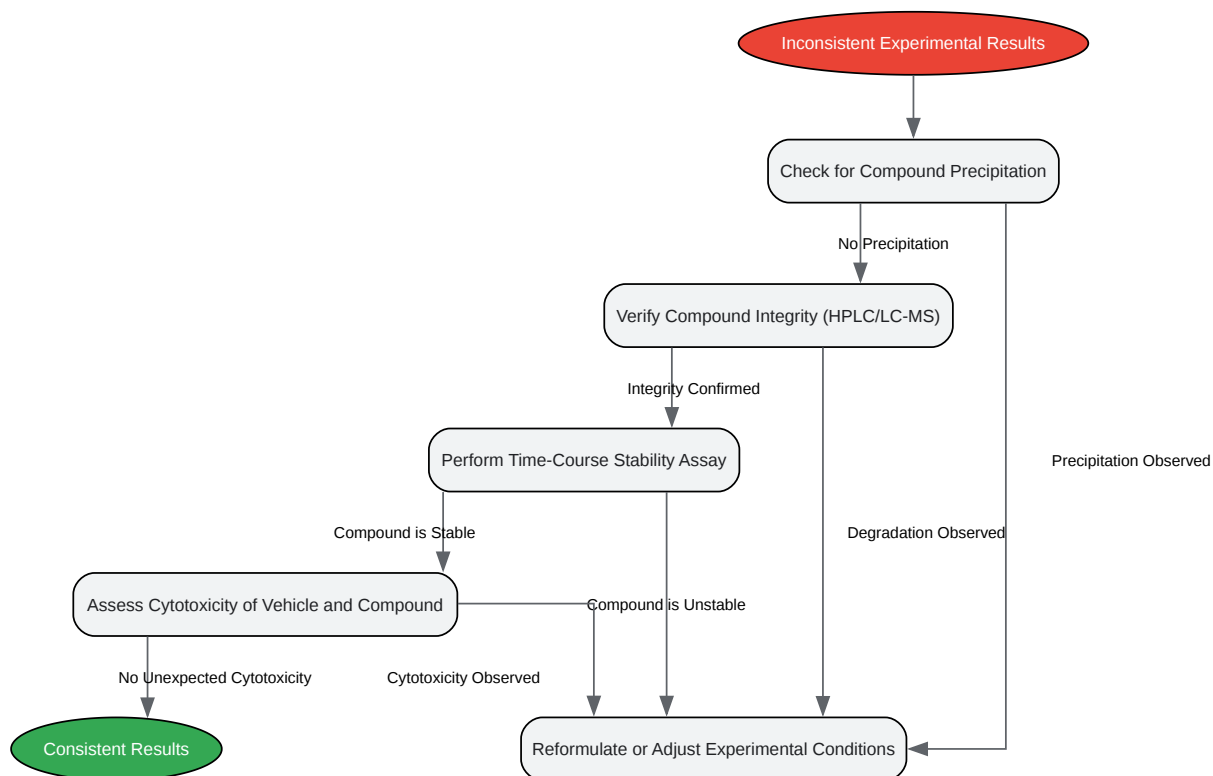 Inconsistent Experimental Results
Check for Compound Precipitation
No Precipitation
Verify Compound Integrity (HPLC/LC-MS)
Integrity Confirmed
Perform Time-Course Stability Assay
Precipitation Observed
Compound is Stable
Degradation Observed
Assess Cytotoxicity of Vehicle and Compound
Compound is Unstable
No Unexpected Cytotoxicity
Cytotoxicity Observed
Consistent Results
Reformulate or Adjust Experimental Conditions